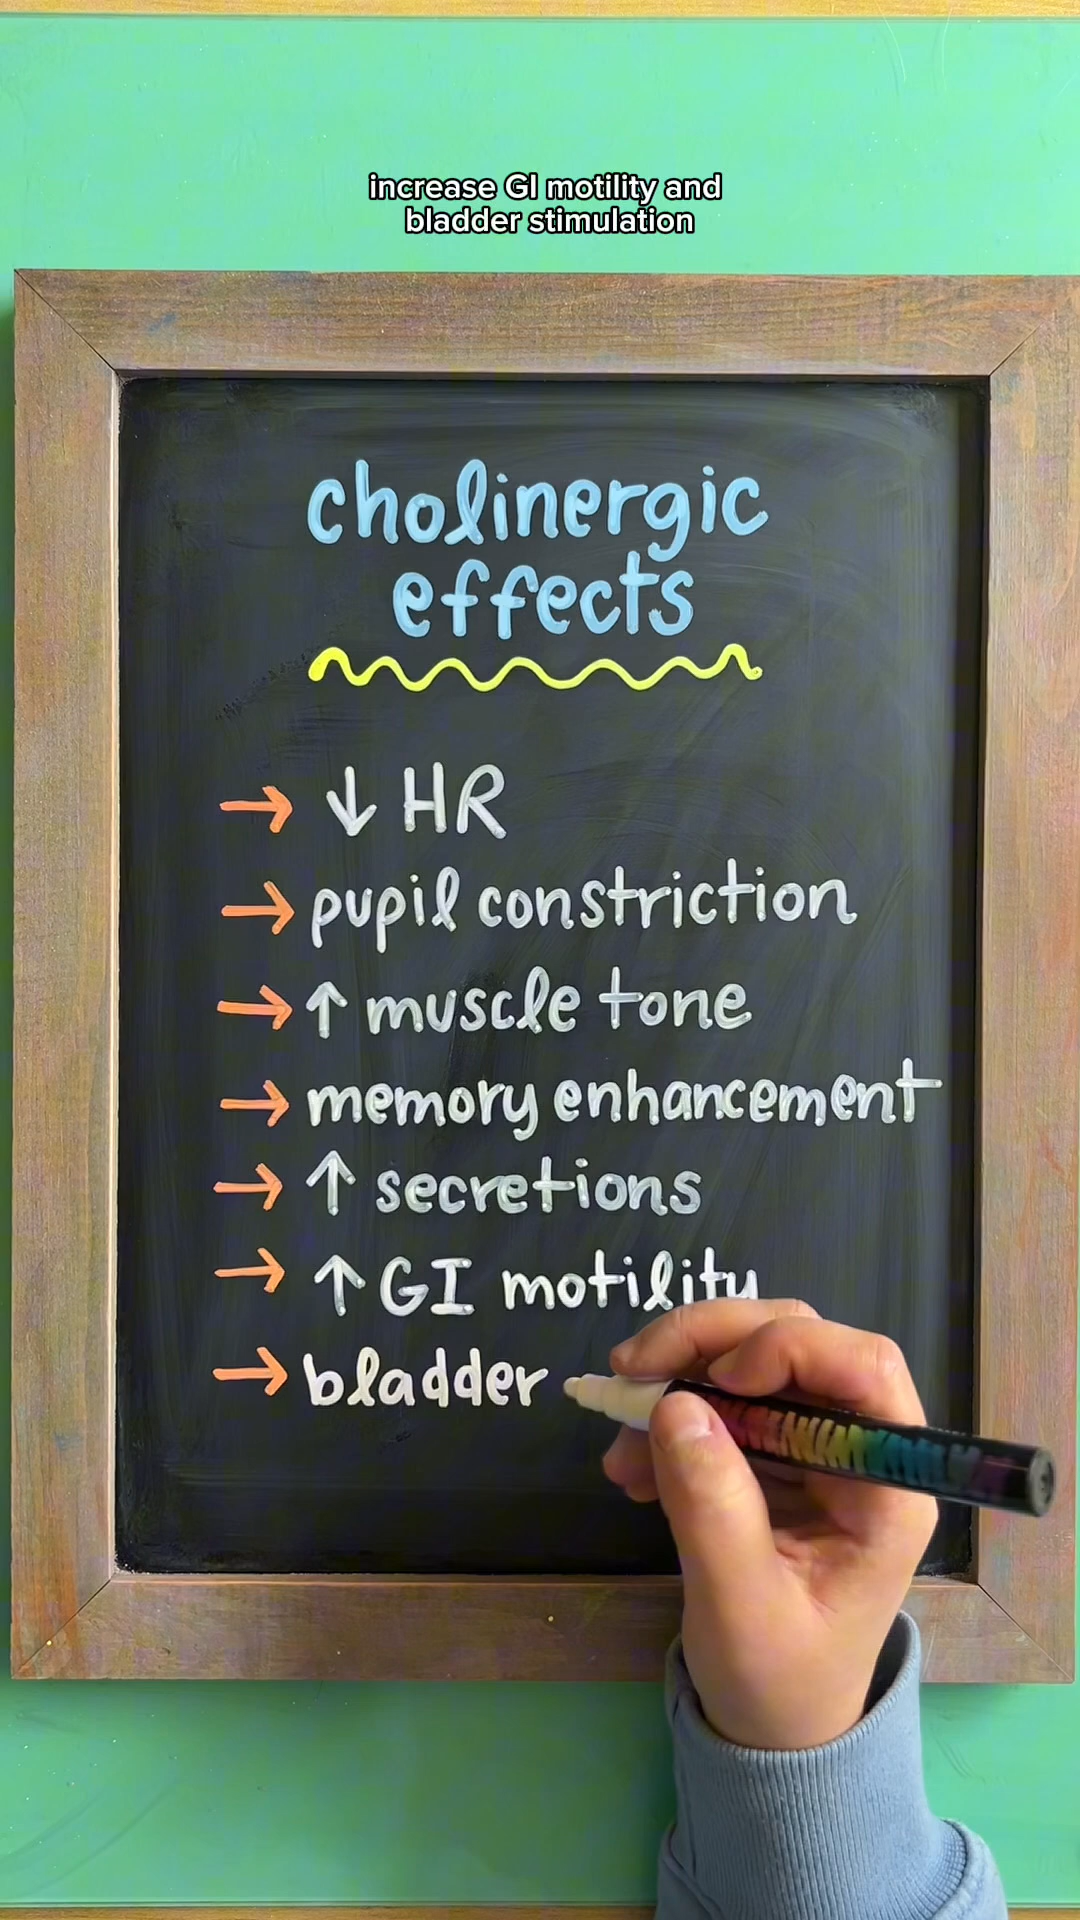 increase GI motility and
bladder stimulation
cholinergic
effects
→ ↓ HR
→ pupil constriction
→ ↑ muscle tone
→ memory enhancement
→ ↑ secretions
→ ↑ GI motility
→ bladder